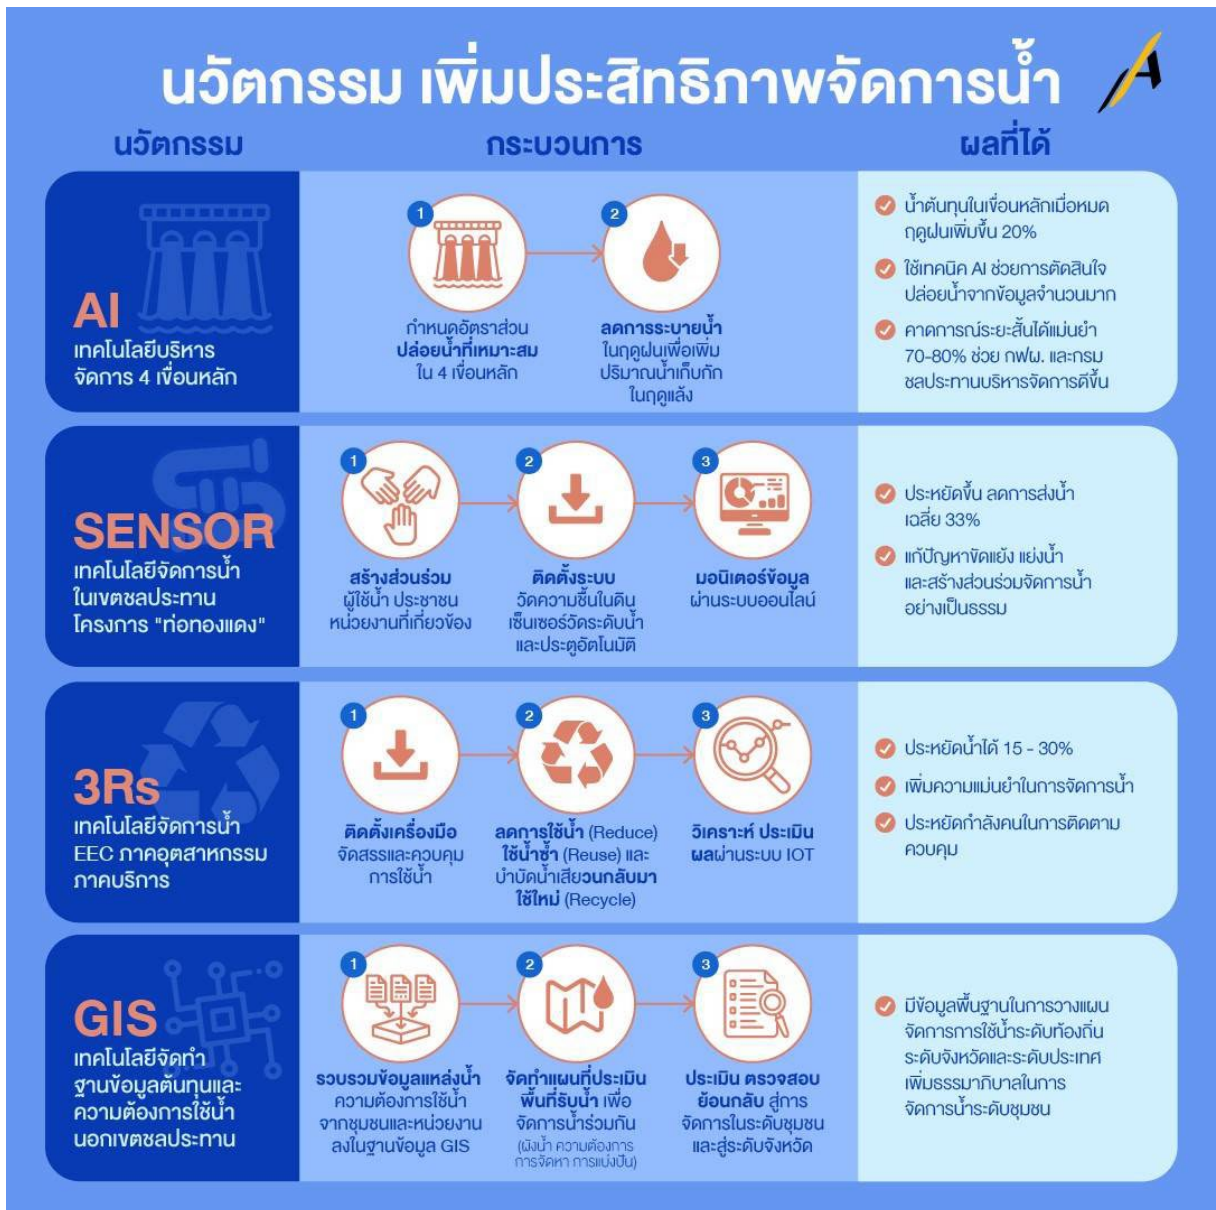 นวัตกรรม เพิ่มประสิทธิภาพจัดการน้ำ
นวัตกรรม
กระบวนการ
ผลที่ได้
AI
เทคโนโลยีบริหาร
จัดการ 4 เขื่อนหลัก
1
กำหนดอัตราส่วน
ปล่อยน้ำที่เหมาะสม
ใน 4 เขื่อนหลัก
2
ลดการระบายน้ำ
ในฤดูฝนเพื่อเพิ่ม
ปริมาณน้ำเก็บกัก
ในฤดูแล้ง
น้ำต้นทุนในเขื่อนหลักเมื่อหมด
ฤดูฝนเพิ่มขึ้น 20%
ใช้เทคนิค AI ช่วยการตัดสินใจ
ปล่อยน้ำจากข้อมูลจำนวนมาก
คาดการณ์ระยะสั้นได้แม่นยำ
70-80% ช่วย กฟผ. และกรม
ชลประทานบริหารจัดการดีขึ้น
SENSOR
เทคโนโลยีจัดการน้ำ
ในเขตชลประทาน
โครงการ "ท่อทองแดง"
1
สร้างส่วนร่วม
ผู้ใช้น้ำ ประชาชน
หน่วยงานที่เกี่ยวข้อง
2
ติดตั้งระบบ
วัดความชื้นในดิน
เซ็นเซอร์วัดระดับน้ำ
และประตูอัตโนมัติ
3
มอนิเตอร์ข้อมูล
ผ่านระบบออนไลน์
ประหยัดขึ้น ลดการส่งน้ำ
เฉลี่ย 33%
แก้ปัญหาขัดแย้ง แย่งน้ำ
และสร้างส่วนร่วมจัดการน้ำ
อย่างเป็นธรรม
3Rs
เทคโนโลยีจัดการน้ำ
EEC ภาคอุตสาหกรรม
ภาคบริการ
1
ติดตั้งเครื่องมือ
จัดสรรและควบคุม
การใช้น้ำ
2
ลดการใช้น้ำ (Reduce)
ใช้น้ำซ้ำ (Reuse) และ
บำบัดน้ำเสียวนกลับมา
ใช้ใหม่ (Recycle)
3
วิเคราะห์ ประเมิน
ผลผ่านระบบ IOT
ประหยัดน้ำได้ 15 - 30%
เพิ่มความแม่นยำในการจัดการน้ำ
ประหยัดกำลังคนในการติดตาม
ควบคุม
GIS
เทคโนโลยีจัดทำ
ฐานข้อมูลต้นทุนและ
ความต้องการใช้น้ำ
นอกเขตชลประทาน
1
รวบรวมข้อมูลแหล่งน้ำ
ความต้องการใช้น้ำ
จากชุมชนและหน่วยงาน
ลงในฐานข้อมูล GIS
2
จัดทำแผนที่ประเมิน
พื้นที่รับน้ำ เพื่อ
จัดการน้ำร่วมกัน
(ผังน้ำ ความต้องการ
การจัดหา การแบ่งปัน)
3
ประเมิน ตรวจสอบ
ย้อนกลับ สู่การ
จัดการในระดับชุมชน
และสู่ระดับจังหวัด
มีข้อมูลพื้นฐานในการวางแผน
จัดการการใช้น้ำระดับท้องถิ่น
ระดับจังหวัดและระดับประเทศ
เพิ่มธรรมาภิบาลในการ
จัดการน้ำระดับชุมชน